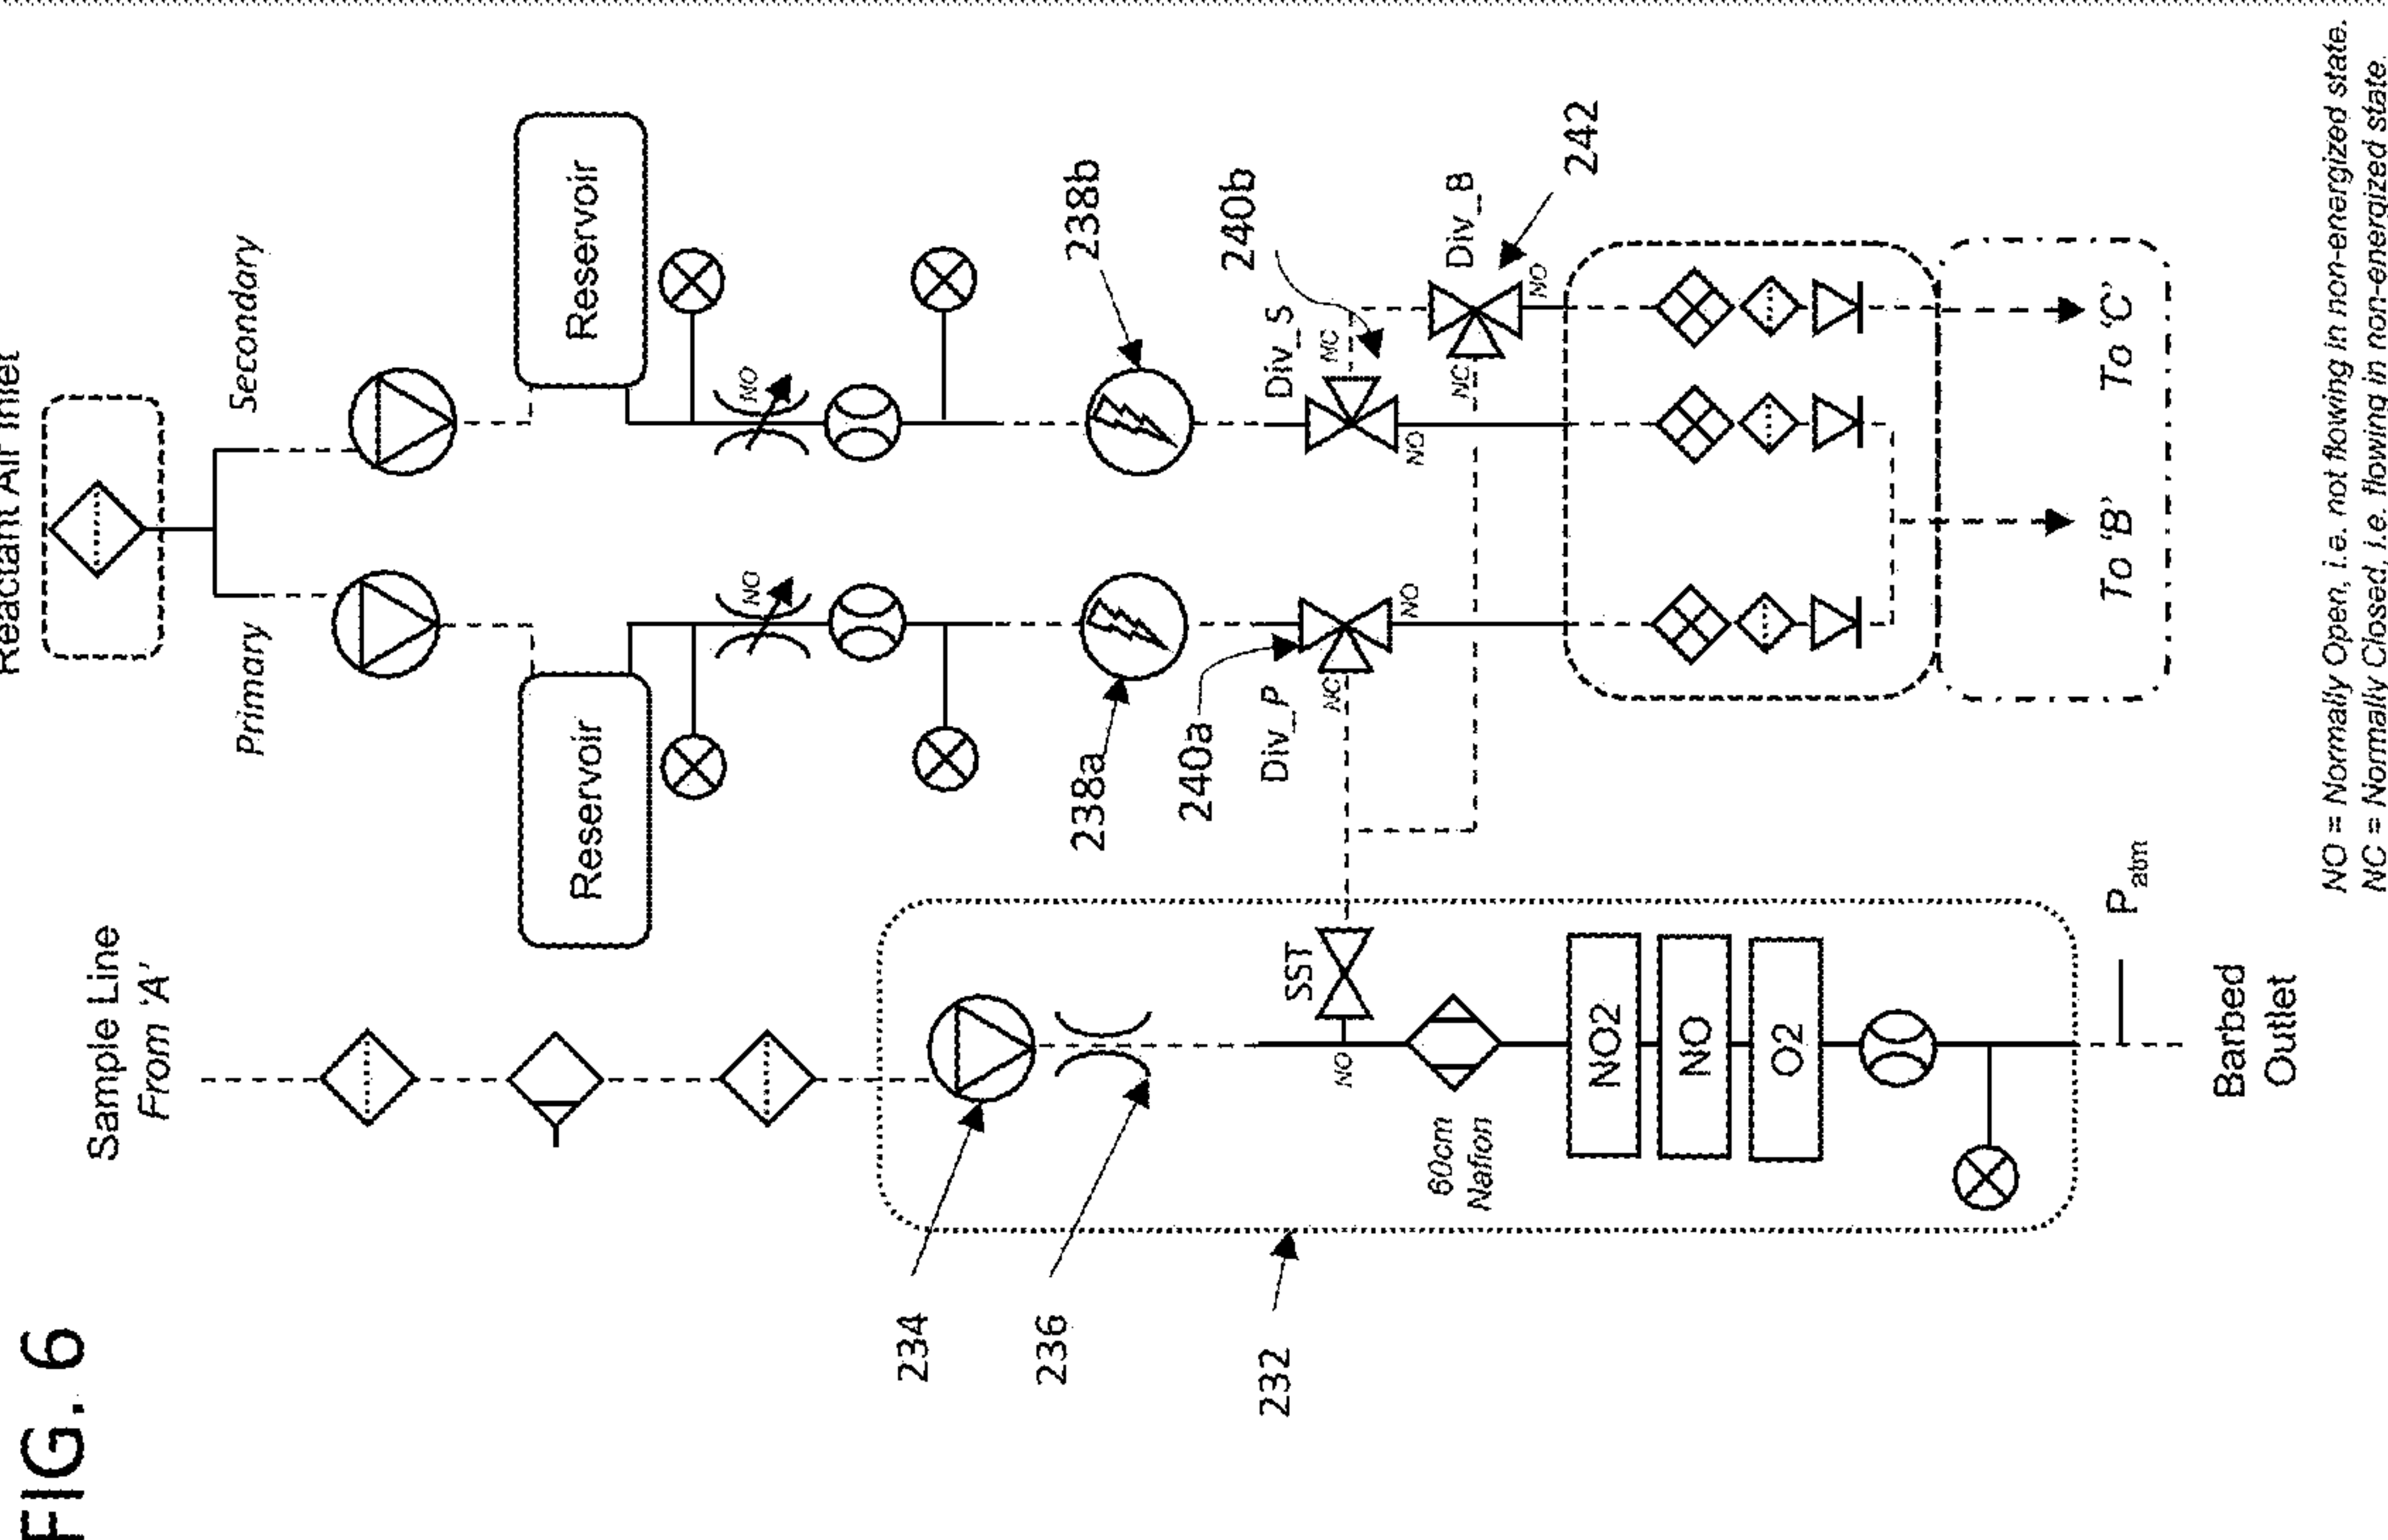 FIG. 6
Reactant Air Inlet
Primary
Secondary
Sample Line
From 'A'
Reservoir
Reservoir
NO
NO
234
236
232
238a
238b
240a
240b
242
Div_P
Div_S
Div_B
NC
NO
NC
NO
NC
NO
SST
NO
60cm
Nafion
NO2
NO
O2
To 'B'
To 'C'
Patm
Barbed
Outlet
NO = Normally Open, i.e. not flowing in non-energized state.
NC = Normally Closed, i.e. flowing in non-energized state.